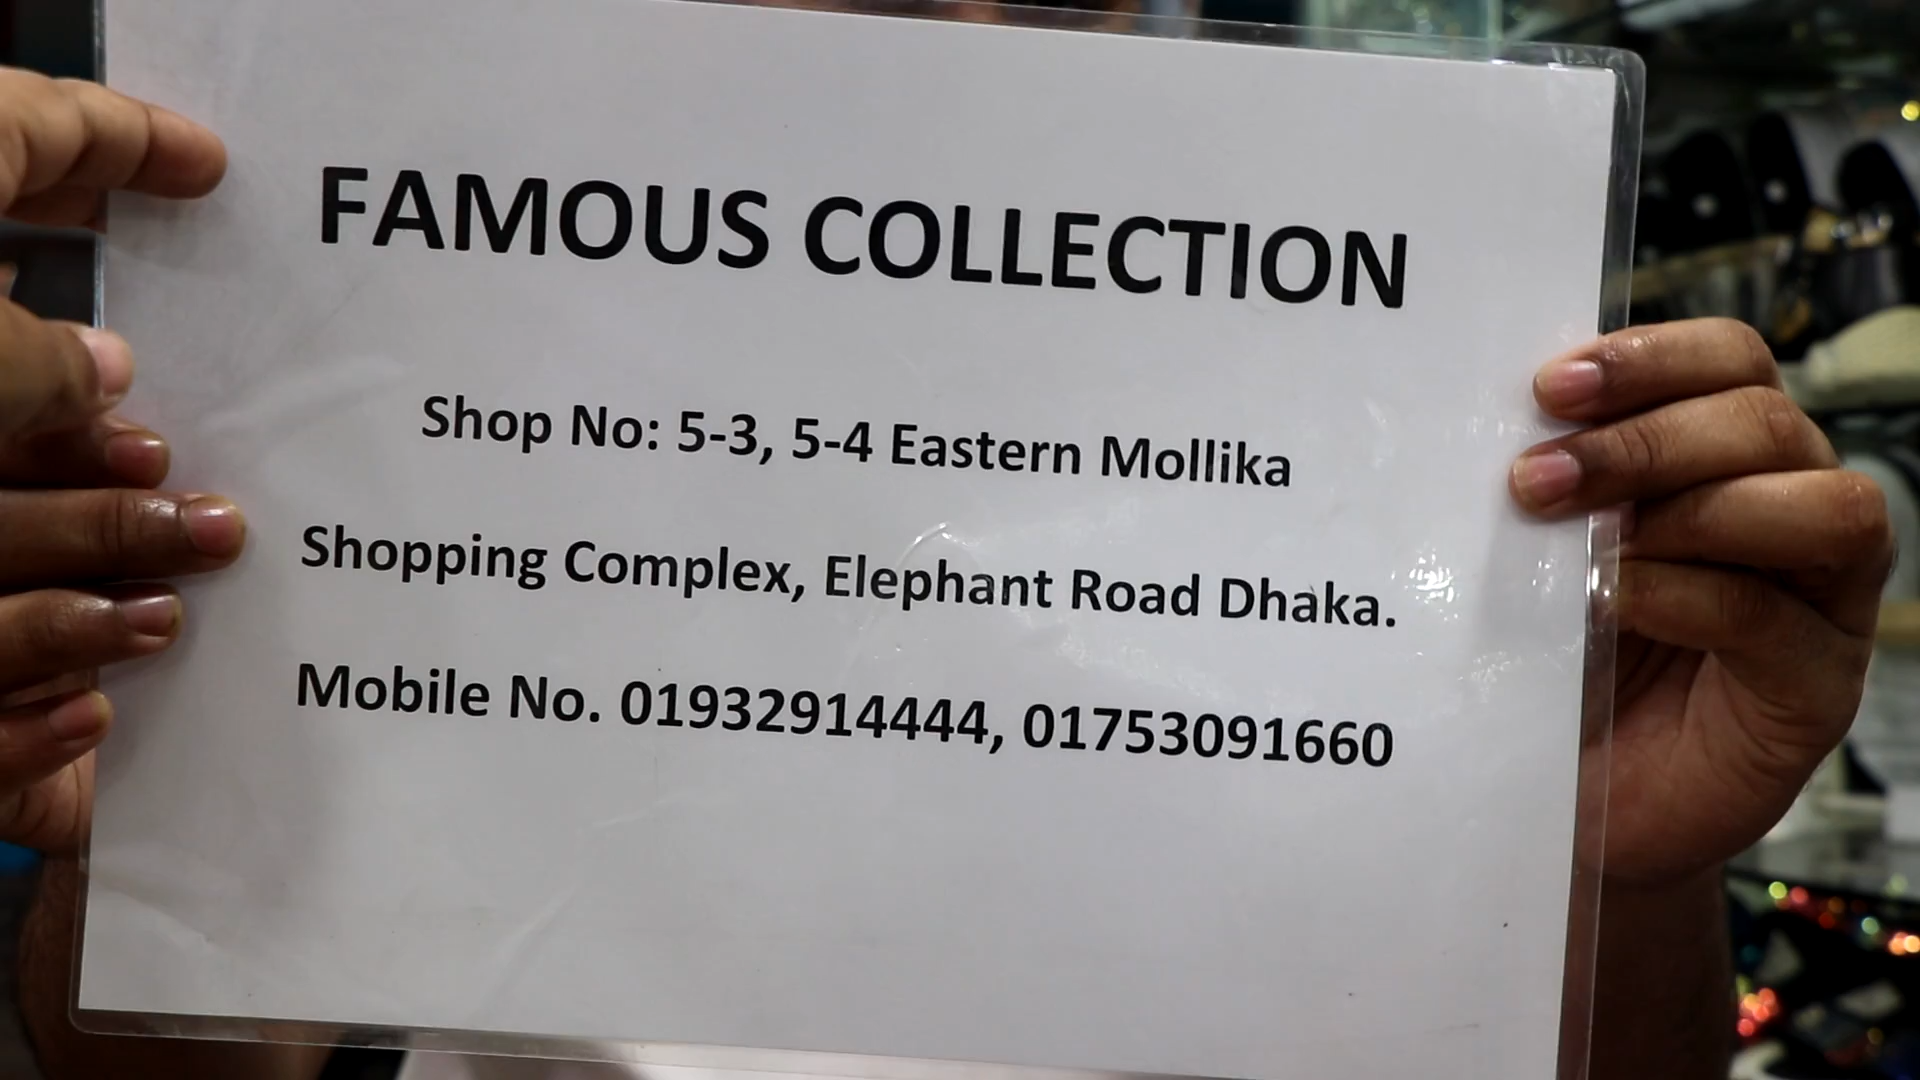 FAMOUS COLLECTION
Shop No: 5-3, 5-4 Eastern Mollika
Shopping Complex, Elephant Road Dhaka.
Mobile No. 01932914444, 01753091660